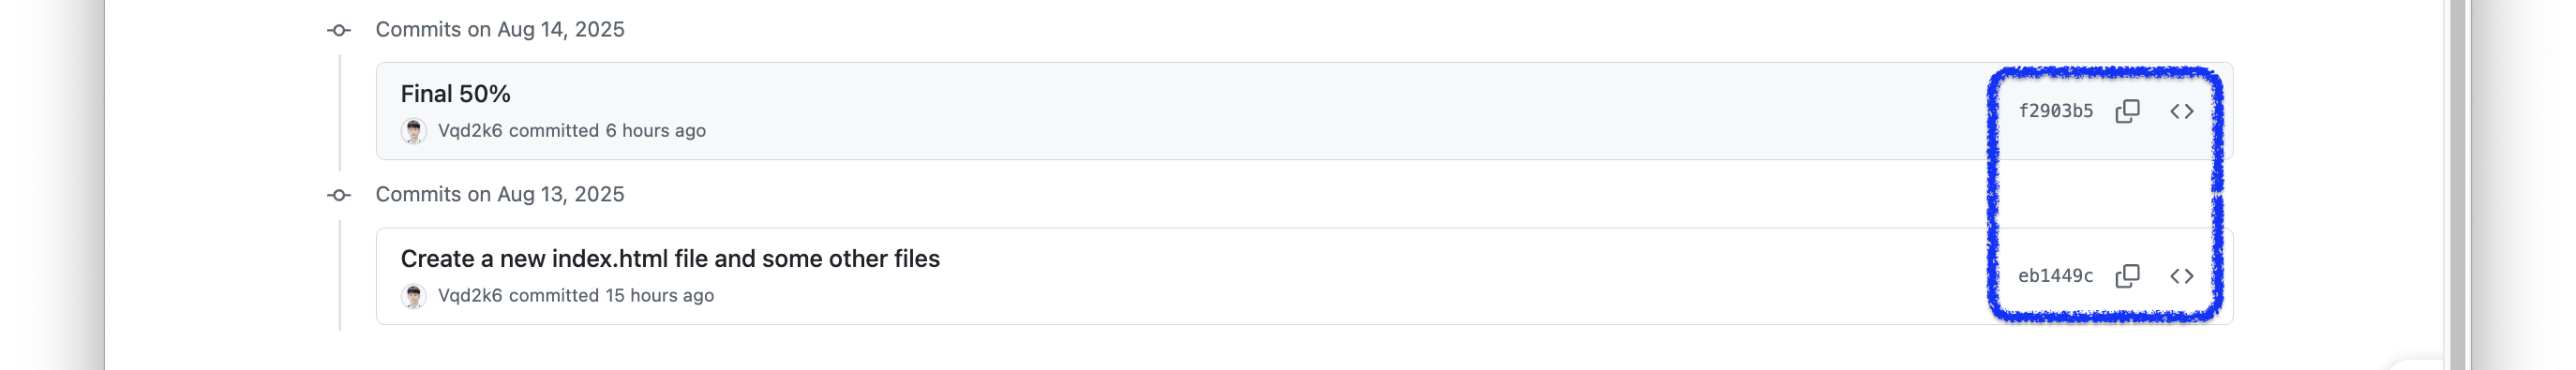 Commits on Aug 14, 2025
Final 50%
Vqd2k6 committed 6 hours ago
f2903b5
<>
Commits on Aug 13, 2025
Create a new index.html file and some other files
Vqd2k6 committed 15 hours ago
eb1449c
<>